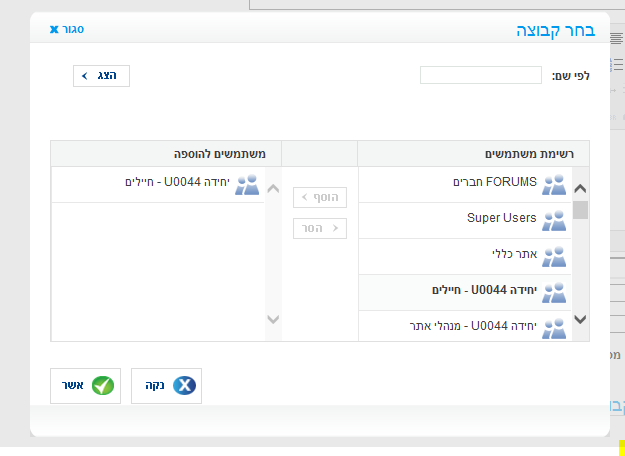 בחר קבוצה
סגור x
לפי שם:
הצג
רשימת משתמשים
משתמשים להוספה
FORUMS חברים
Super Users
אתר כללי
יחידה U0044 - חיילים
יחידה U0044 - מנהלי אתר
הוסף
הסר
יחידה U0044 - חיילים
נקה
אשר